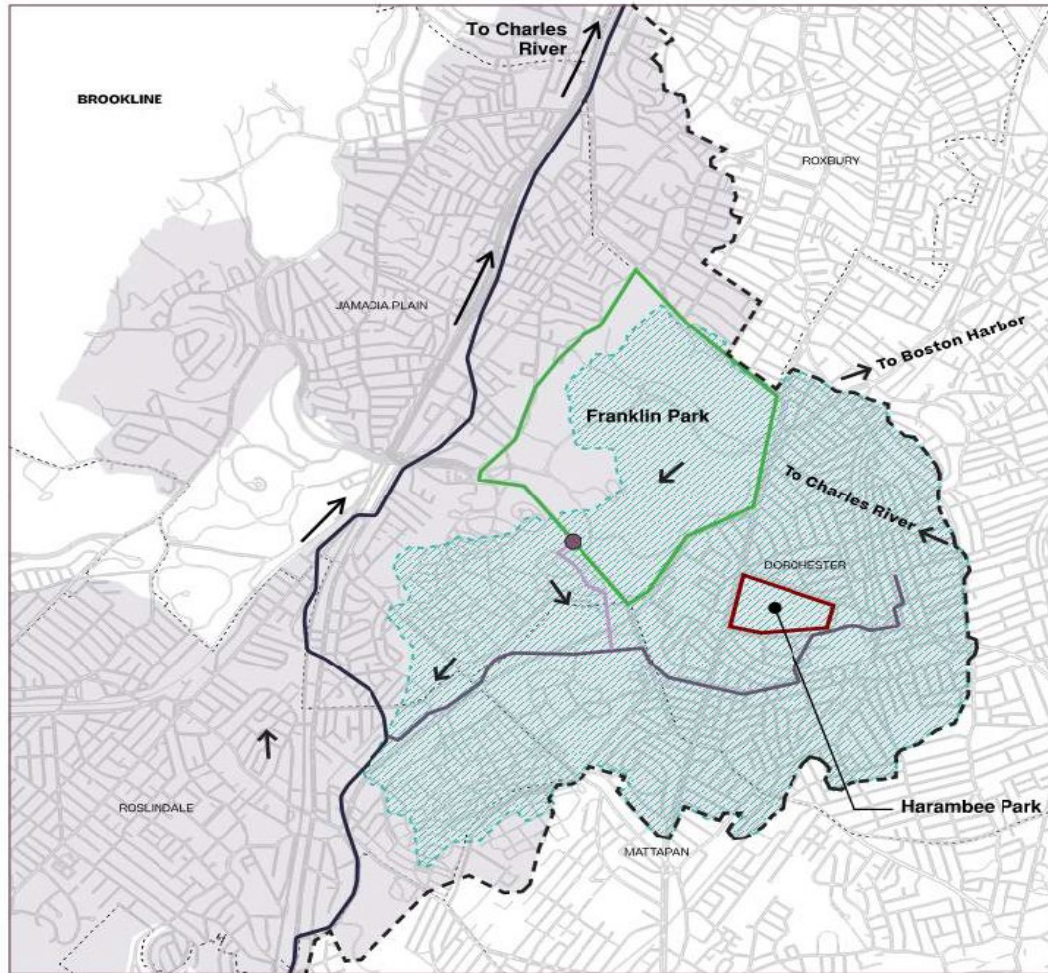 To Charles
River
BROOKLINE
ROXBURY
JAMACIA PLAIN
To Boston Harbor
Franklin Park
To Charles River
DORCHESTER
ROSLINDALE
Harambee Park
MATTAPAN